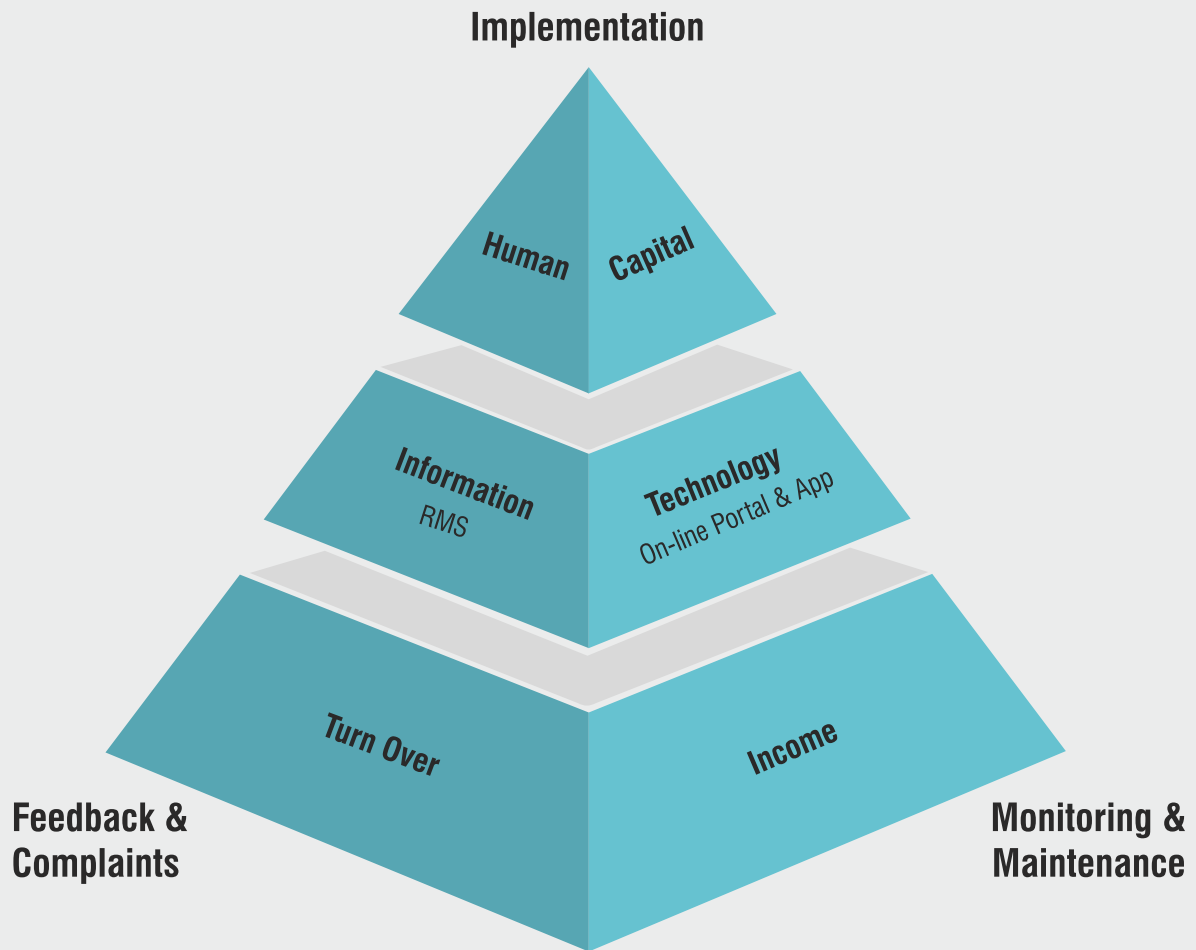 Implementation
Human
Capital
Information
RMS
Technology
On-line Portal & App
Turn Over
Income
Feedback &
Complaints
Monitoring &
Maintenance